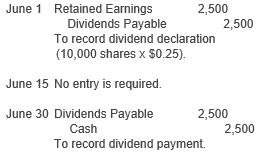 June 1 Retained Earnings 2,500
Dividends Payable 2,500
To record dividend declaration
(10,000 shares x $0.25).
June 15 No entry is required.
June 30 Dividends Payable 2,500
Cash 2,500
To record dividend payment.